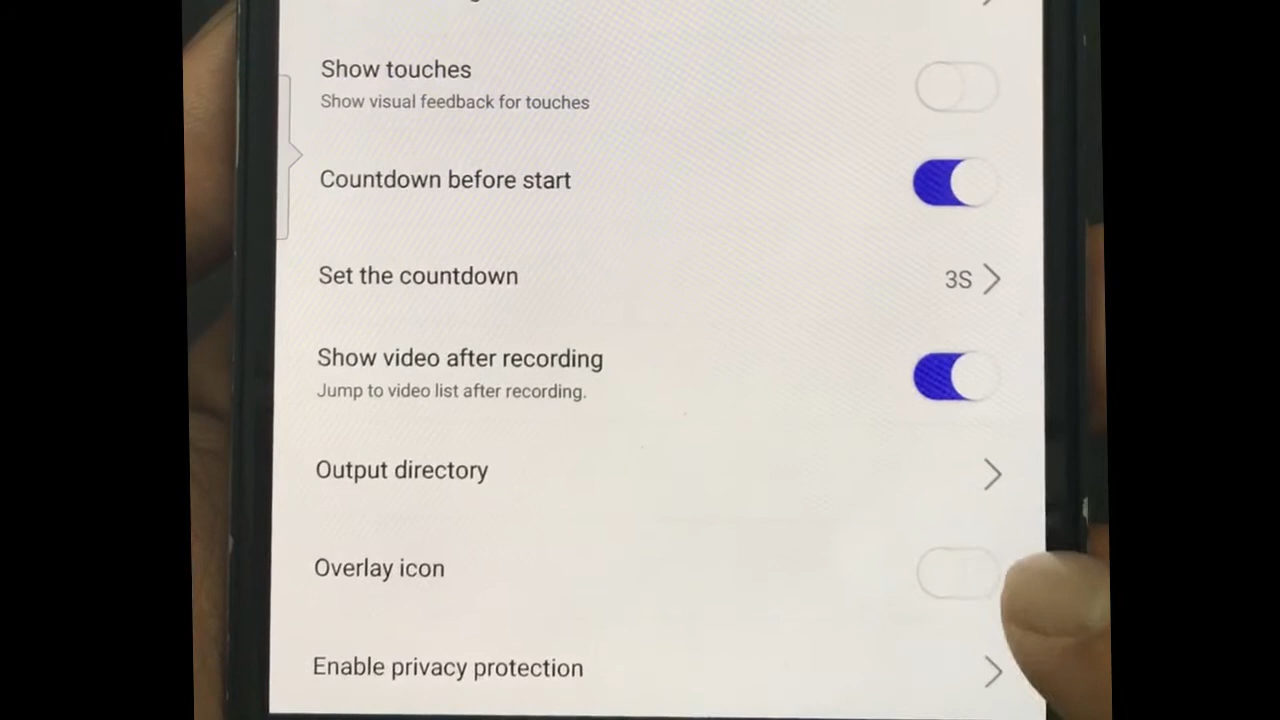 Show touches
Show visual feedback for touches
Countdown before start
Set the countdown
3S
Show video after recording
Jump to video list after recording.
Output directory
Overlay icon
Enable privacy protection